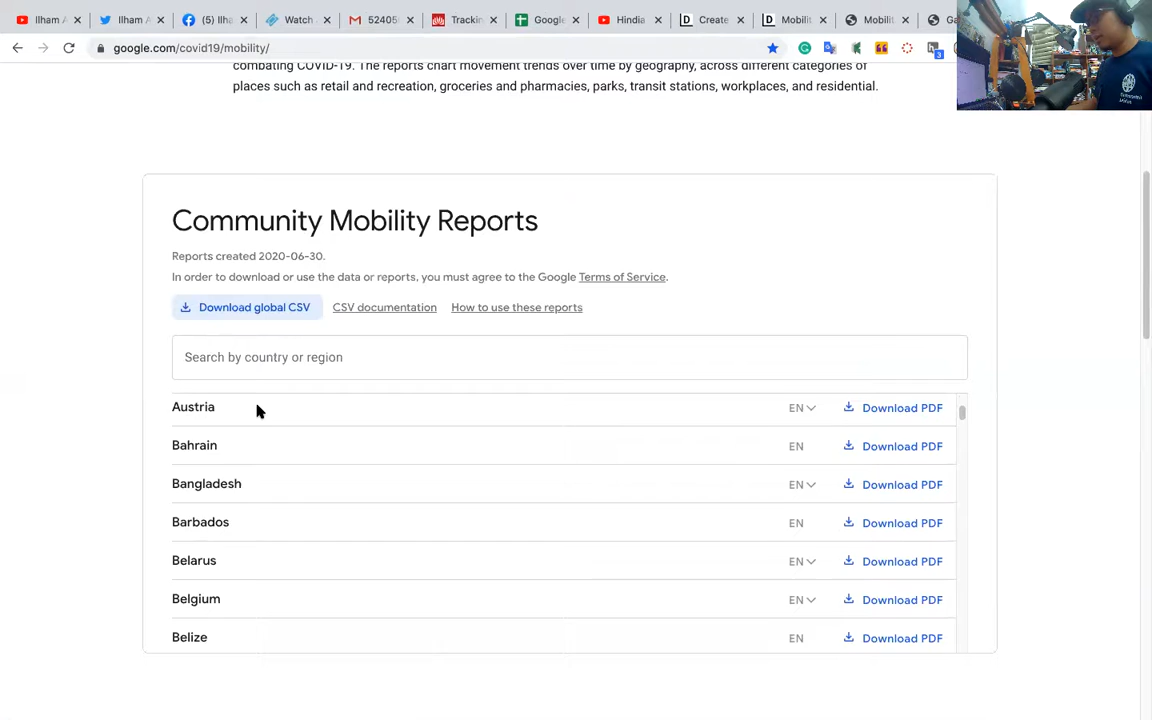 Ilham A
Ilham A
(5) Ilha
Watch
52405
Trackin
Google
Hindia
Create
Mobilit
Mobilit
Ga
google.com/covid19/mobility/
combating COVID-19. The reports chart movement trends over time by geography, across different categories of
places such as retail and recreation, groceries and pharmacies, parks, transit stations, workplaces, and residential.
Community Mobility Reports
Reports created 2020-06-30.
In order to download or use the data or reports, you must agree to the Google Terms of Service.
Download global CSV CSV documentation How to use these reports
Search by country or region
Austria EN Download PDF
Bahrain EN Download PDF
Bangladesh EN Download PDF
Barbados EN Download PDF
Belarus EN Download PDF
Belgium EN Download PDF
Belize EN Download PDF